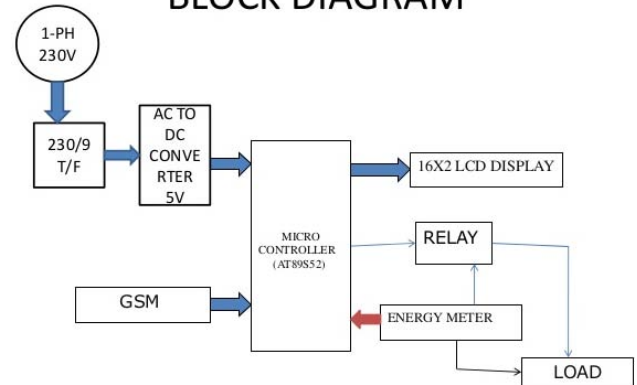 BLOCK DIAGRAM
1-PH
230V
230/9
T/F
AC TO
DC
CONVE
RTER
5V
16X2 LCD DISPLAY
MICRO
CONTROLLER
(AT89S52)
RELAY
GSM
ENERGY METER
LOAD